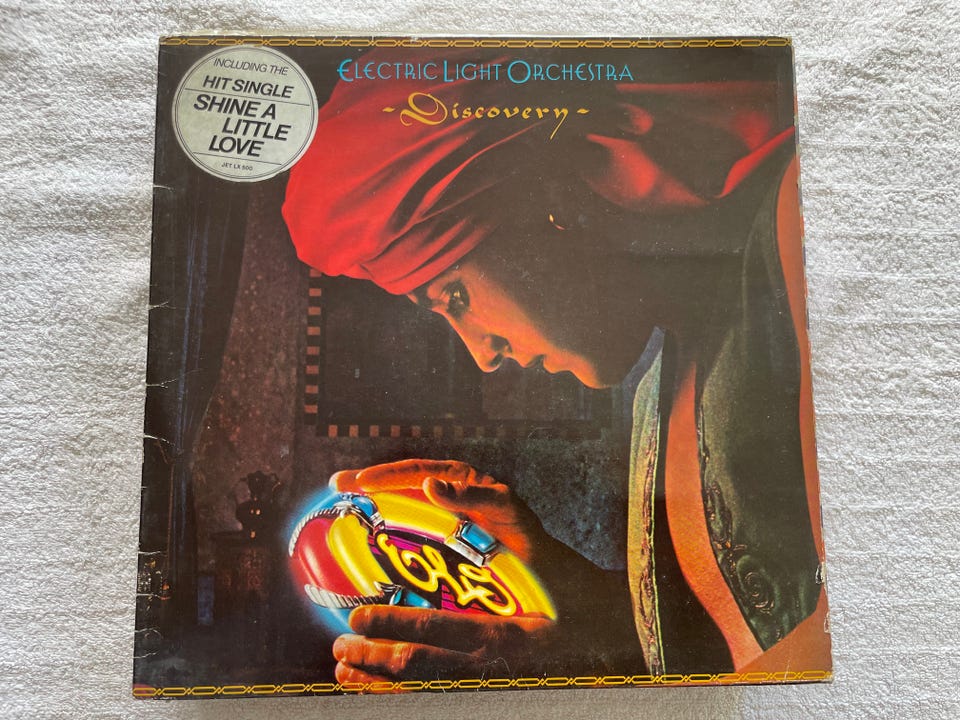 INCLUDING THE
HIT SINGLE
SHINE A
LITTLE
LOVE
JET LX 500
ELECTRIC LIGHT ORCHESTRA
-Discovery-
ELO